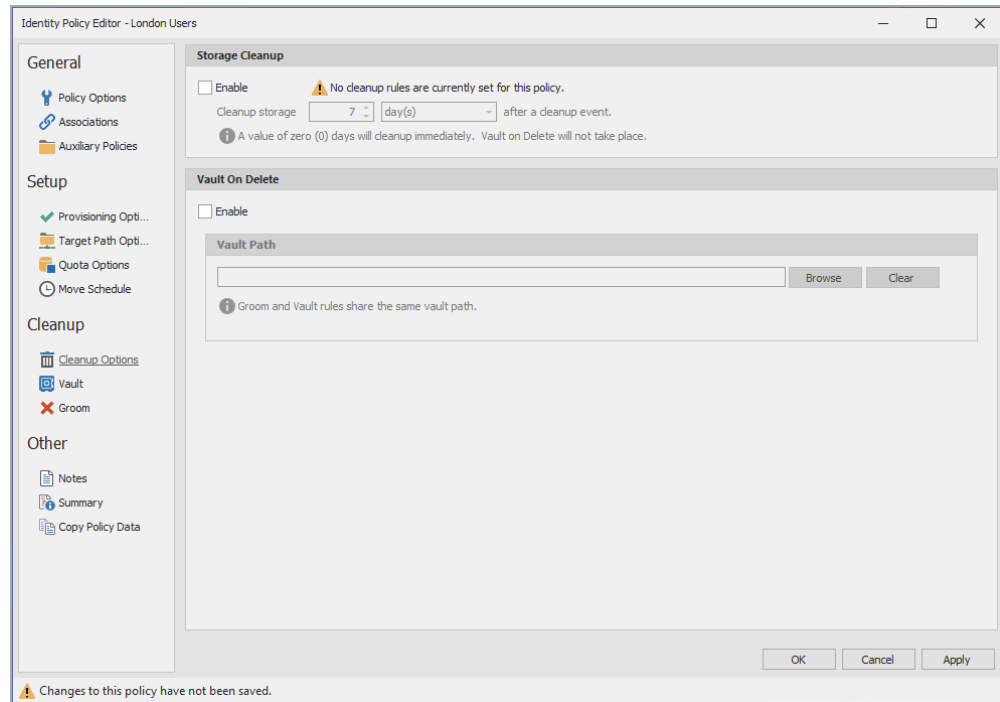 Identity Policy Editor - London Users
General
Policy Options
Associations
Auxiliary Policies
Setup
Provisioning Opti...
Target Path Opti...
Quota Options
Move Schedule
Cleanup
Cleanup Options
Vault
Groom
Other
Notes
Summary
Copy Policy Data
Storage Cleanup
Enable No cleanup rules are currently set for this policy.
Cleanup storage 7 day(s) after a cleanup event.
A value of zero (0) days will cleanup immediately. Vault on Delete will not take place.
Vault On Delete
Enable
Vault Path
Browse Clear
Groom and Vault rules share the same vault path.
OK Cancel Apply
Changes to this policy have not been saved.